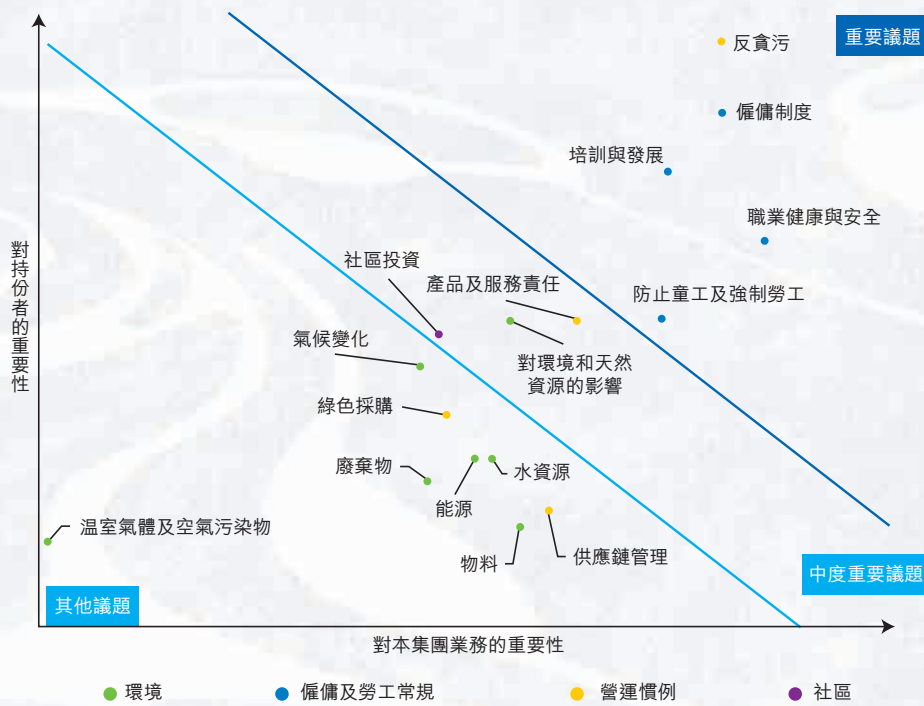 反貪污
重要議題
僱傭制度
培訓與發展
職業健康與安全
對持份者的重要性
社區投資
產品及服務責任
防止童工及強制勞工
氣候變化
對環境和天然
資源的影響
綠色採購
廢棄物
水資源
能源
温室氣體及空氣污染物
物料
供應鏈管理
中度重要議題
其他議題
對本集團業務的重要性
環境
僱傭及勞工常規
營運慣例
社區